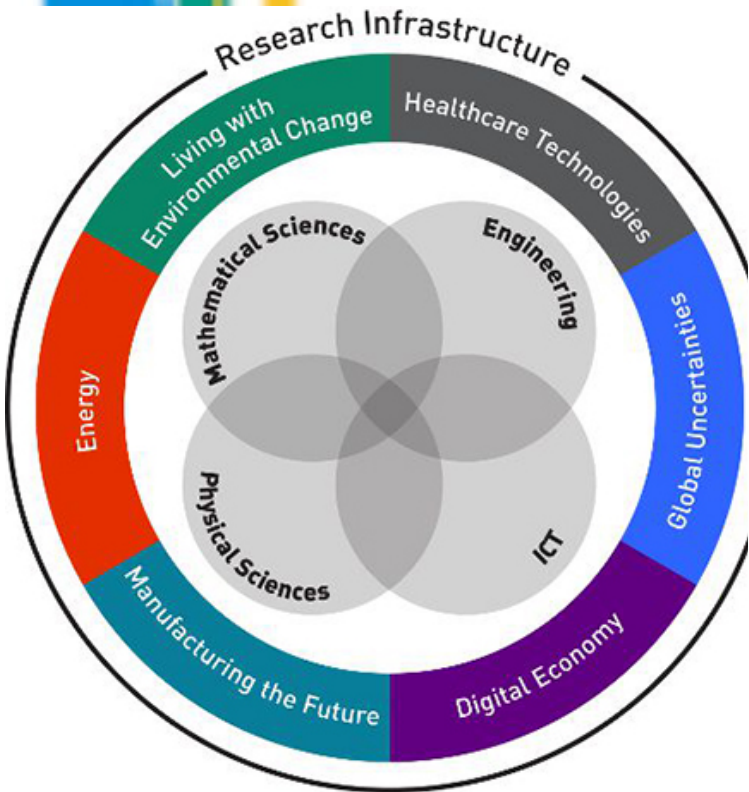 Research Infrastructure
Living with
Environmental Change
Healthcare Technologies
Global Uncertainties
Digital Economy
Manufacturing the Future
Energy
Mathematical Sciences
Engineering
ICT
Physical Sciences